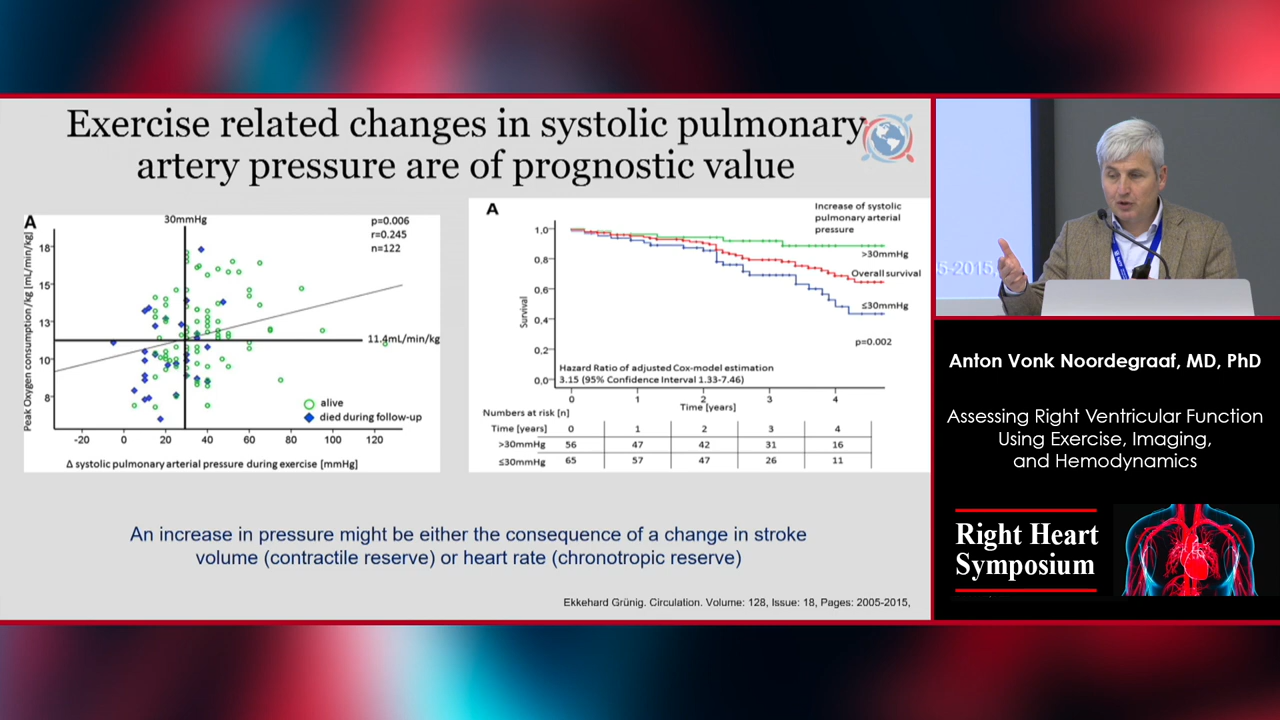 Exercise related changes in systolic pulmonary
artery pressure are of prognostic value
A
30mmHg
p=0.006
r=0.245
n=122
Peak Oxygen consumption/kg [mL/min/kg]
18
15
13
10
8
11.4mL/min/kg
alive
died during follow-up
-20 0 20 40 60 80 100 120
Δ systolic pulmonary arterial pressure during exercise [mmHg]
A
Increase of systolic
pulmonary arterial
pressure
1,0
0,8
0,6
0,4
0,2
0,0
Survival
>30mmHg
Overall survival
≤30mmHg
p=0.002
Hazard Ratio of adjusted Cox-model estimation
3.15 (95% Confidence Interval 1.33-7.46)
0 1 2 3 4
Time [years]
Numbers at risk [n]
Time [years] 0 1 2 3 4
>30mmHg 56 47 42 31 16
≤30mmHg 65 57 47 26 11
An increase in pressure might be either the consequence of a change in stroke
volume (contractile reserve) or heart rate (chronotropic reserve)
Ekkehard Grünig. Circulation. Volume: 128, Issue: 18, Pages: 2005-2015,
5-2015,
Anton Vonk Noordegraaf, MD, PhD
Assessing Right Ventricular Function
Using Exercise, Imaging,
and Hemodynamics
Right Heart
Symposium